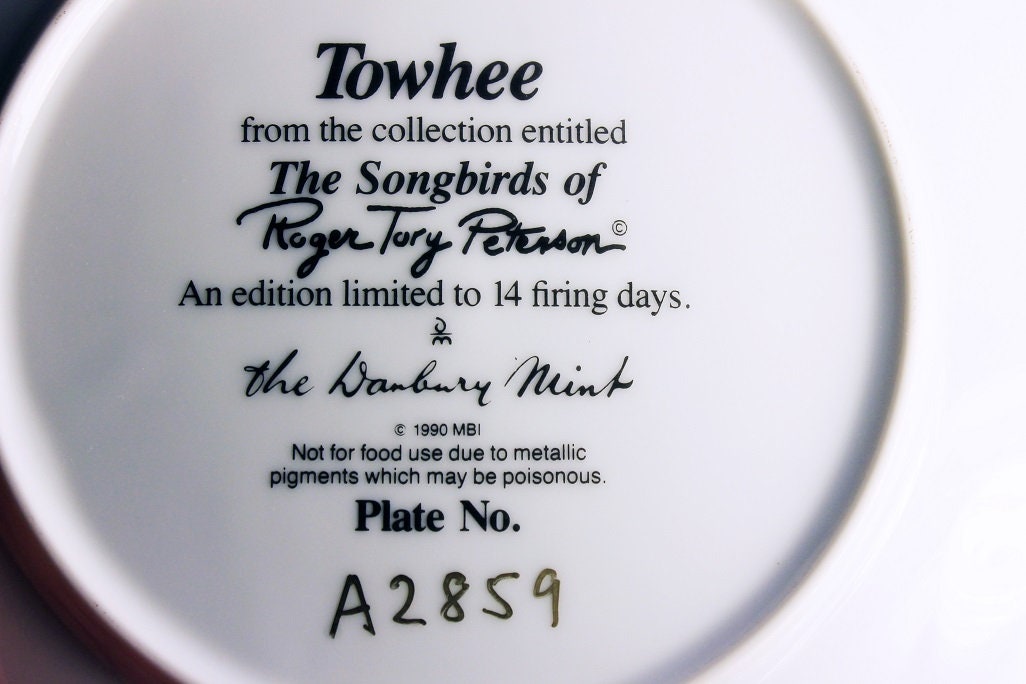 Towhee
from the collection entitled
The Songbirds of
Roger Tory Peterson©
An edition limited to 14 firing days.
DM
the Danbury Mint
© 1990 MBI
Not for food use due to metallic
pigments which may be poisonous.
Plate No.
A2859